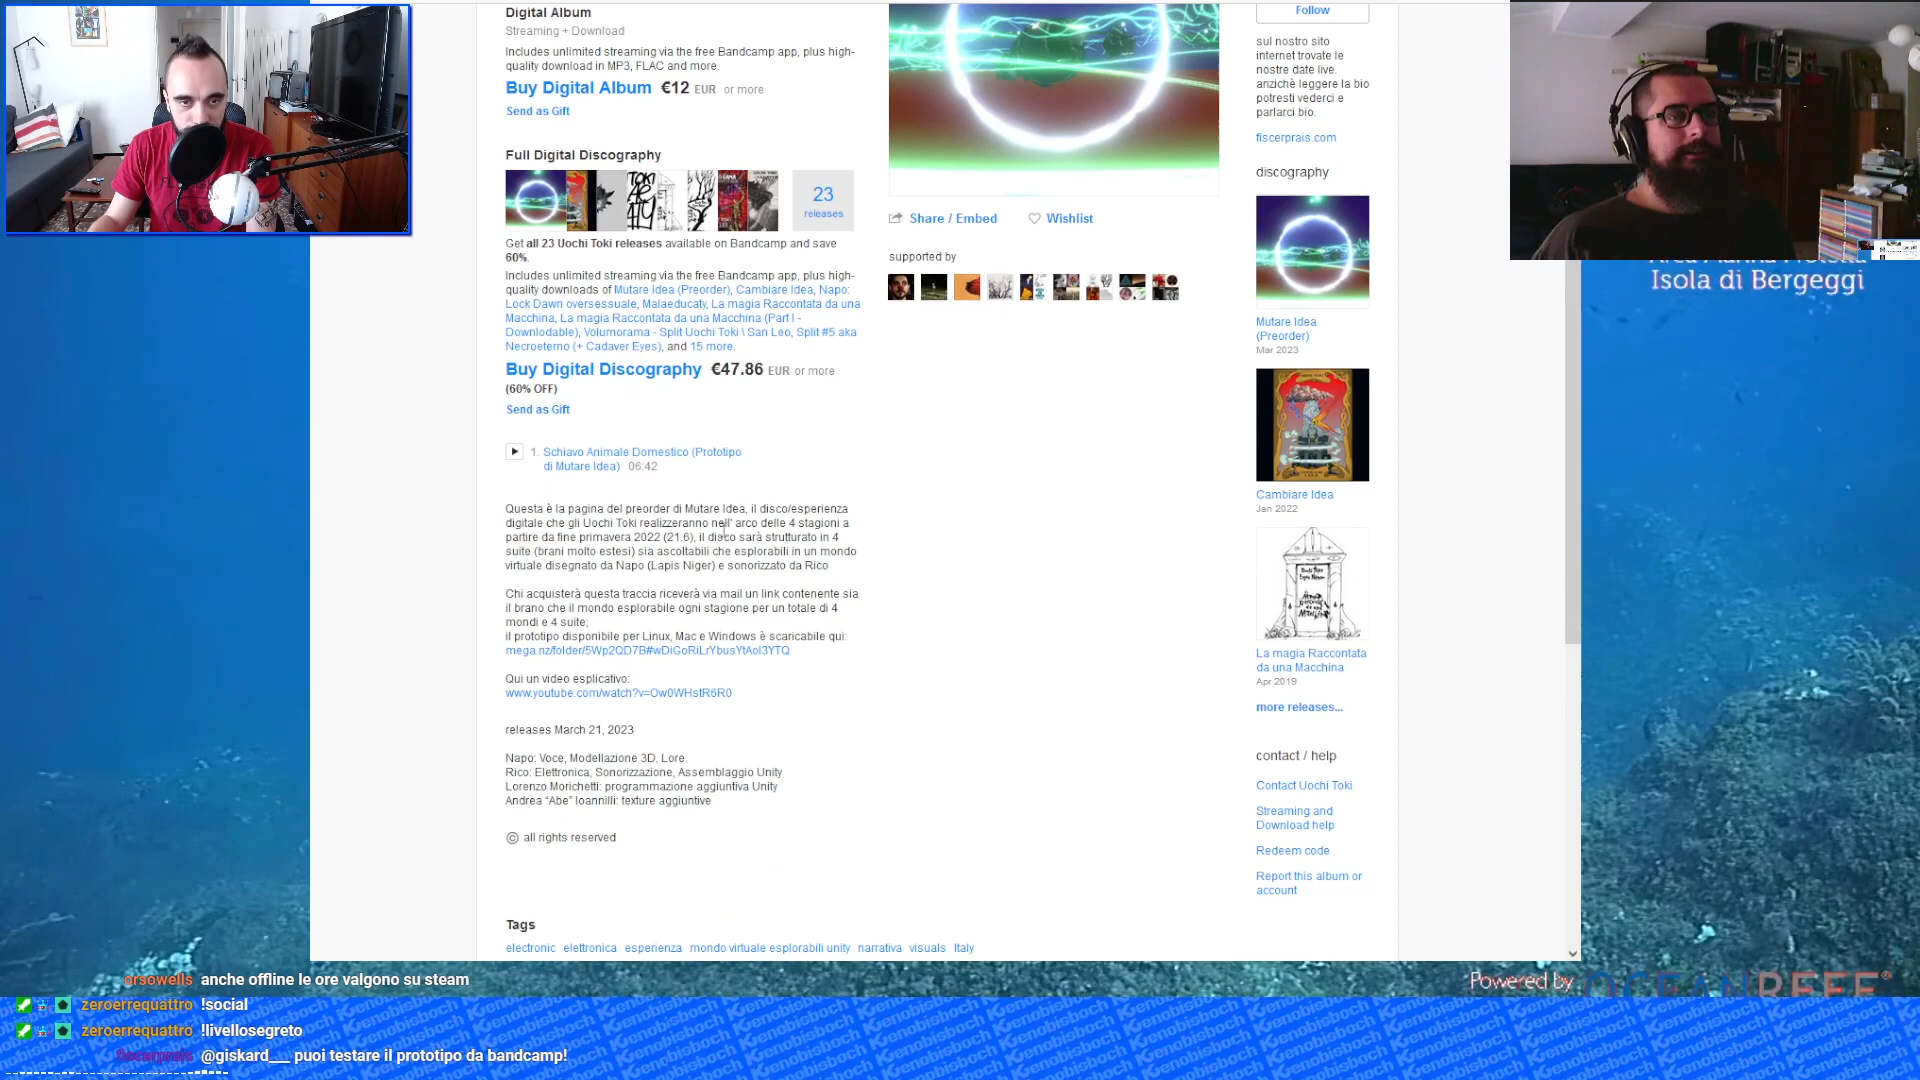 Digital Album
Streaming + Download
Includes unlimited streaming via the free Bandcamp app, plus high-
quality download in MP3, FLAC and more.
Buy Digital Album €12 EUR or more
Send as Gift
Full Digital Discography
23
releases
Get all 23 Uochi Toki releases available on Bandcamp and save
60%.
Includes unlimited streaming via the free Bandcamp app, plus high-
quality downloads of Mutare Idea (Preorder), Cambiare Idea, Napo:
Lock Dawn oversessuale, Malaeducaty, La magia Raccontata da una
Macchina, La magia Raccontata da una Macchina (Part I -
Downlodable), Volumorama - Split Uochi Toki \ San Leo, Split #5 aka
Necroeterno (+ Cadaver Eyes), and 15 more.
Buy Digital Discography €47.86 EUR or more
(60% OFF)
Send as Gift
1. Schiavo Animale Domestico (Prototipo
di Mutare Idea) 06:42
Questa è la pagina del preorder di Mutare Idea, il disco/esperienza
digitale che gli Uochi Toki realizzeranno nell' arco delle 4 stagioni a
partire da fine primavera 2022 (21.6), il disco sarà strutturato in 4
suite (brani molto estesi) sia ascoltabili che esplorabili in un mondo
virtuale disegnato da Napo (Lapis Niger) e sonorizzato da Rico
Chi acquisterà questa traccia riceverà via mail un link contenente sia
il brano che il mondo esplorabile ogni stagione per un totale di 4
mondi e 4 suite;
il prototipo disponibile per Linux, Mac e Windows è scaricabile qui:
mega.nz/folder/5Wp2QD7B#wDiGoRiLrYbusYtAol3YTQ
Qui un video esplicativo:
www.youtube.com/watch?v=Ow0WHstR6R0
releases March 21, 2023
Napo: Voce, Modellazione 3D, Lore
Rico: Elettronica, Sonorizzazione, Assemblaggio Unity
Lorenzo Morichetti: programmazione aggiuntiva Unity
Andrea “Abe” Ioannilli: texture aggiuntive
© all rights reserved
Tags
electronic elettronica esperienza mondo virtuale esplorabili unity narrativa visuals Italy
Share / Embed Wishlist
supported by
Follow
sul nostro sito
internet trovate le
nostre date live.
anzichè leggere la bio
potresti vederci e
parlarci bio.
fiscerprais.com
discography
Mutare Idea
(Preorder)
Mar 2023
Cambiare Idea
Jan 2022
La magia Raccontata
da una Macchina
Apr 2019
more releases...
contact / help
Contact Uochi Toki
Streaming and
Download help
Redeem code
Report this album or
account
Isola di Bergeggi
Powered by OCEANREEF®
orsowells anche offline le ore valgono su steam
zeroerrequattro !social
zeroerrequattro !livellosegreto
fiscerprais @giskard___ puoi testare il prototipo da bandcamp!
Kenobisboch